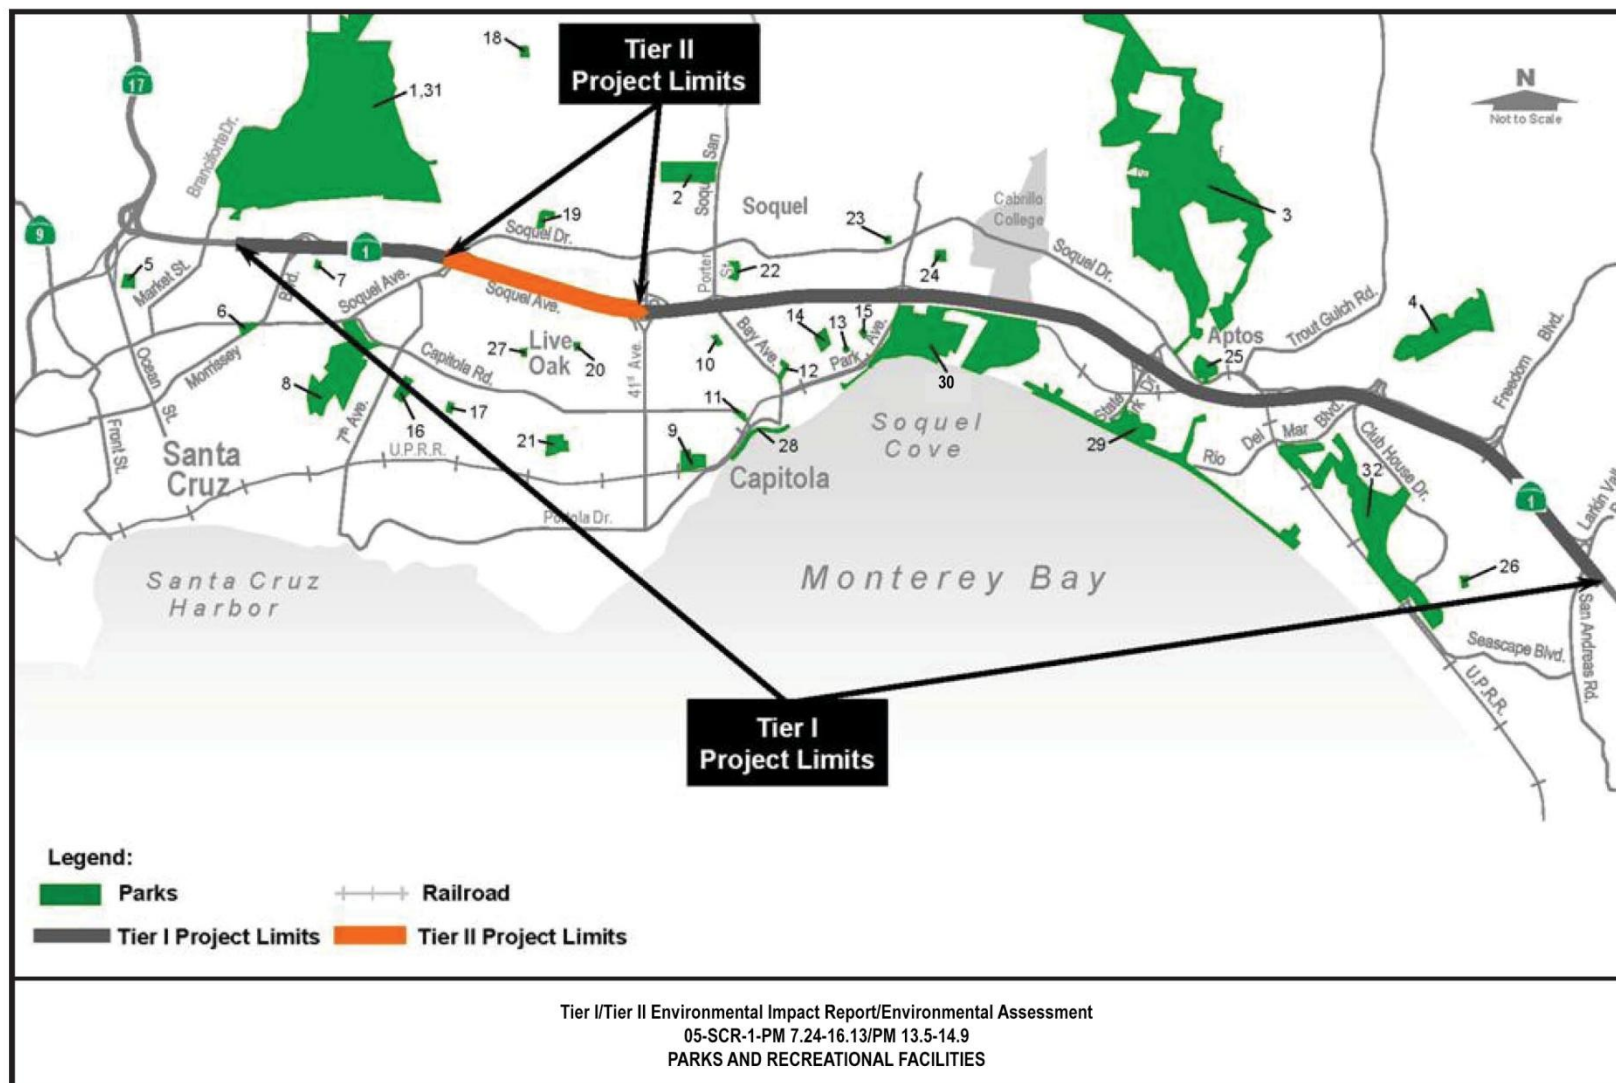 Tier II
Project Limits
18
17
1,31
N
Not to Scale
Branciforte Dr.
2
Soquel
San
Soquel
19
Soquel Dr.
23
Cabrillo
College
3
9
1
Soquel Dr.
5
Market St.
7
Blvd.
Soquel Ave.
Soquel Ave.
Porter
St.
22
24
Trout Gulch Rd.
4
Freedom Blvd.
6
Morrissey
Ocean
St.
Live
Oak
27
20
41st Ave.
10
Bay Ave.
14
13
15
Park Ave.
12
30
Aptos
25
State
Dr.
8
Capitola Rd.
7th Ave.
16
17
11
Front St.
Santa
Cruz
U.P.R.R.
21
9
28
Capitola
Soquel
Cove
29
Rio
Del
Mar
Blvd.
Club House Dr.
32
1
Portola Dr.
Santa Cruz
Harbor
Monterey Bay
26
San Andreas Rd.
Seascape Blvd.
U.P.R.R.
Tier I
Project Limits
Legend:
Parks
Railroad
Tier I Project Limits
Tier II Project Limits
Tier I/Tier II Environmental Impact Report/Environmental Assessment
05-SCR-1-PM 7.24-16.13/PM 13.5-14.9
PARKS AND RECREATIONAL FACILITIES